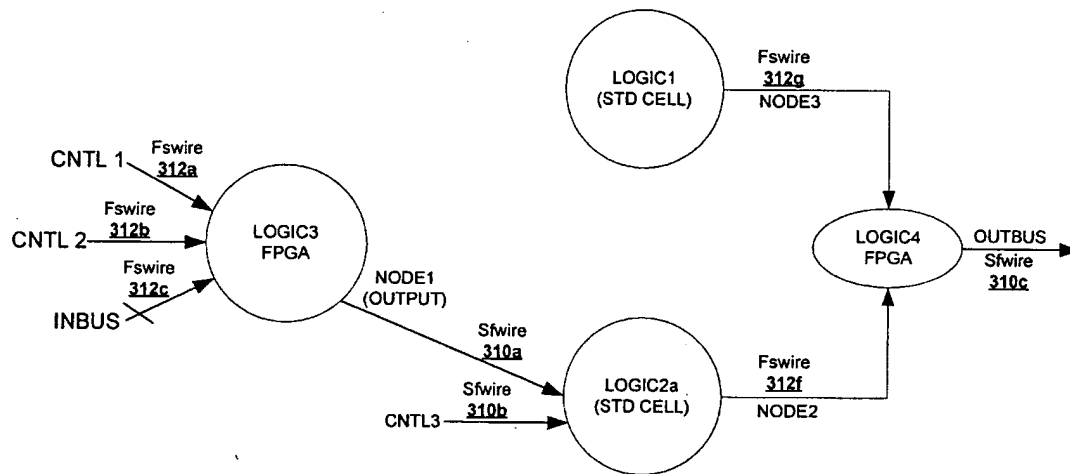 LOGIC1
(STD CELL)
Fswire
312g
NODE3
CNTL 1
Fswire
312a
CNTL 2
Fswire
312b
INBUS
Fswire
312c
LOGIC3
FPGA
NODE1
(OUTPUT)
Sfwire
310a
CNTL3
Sfwire
310b
LOGIC2a
(STD CELL)
Fswire
312f
NODE2
LOGIC4
FPGA
OUTBUS
Sfwire
310c